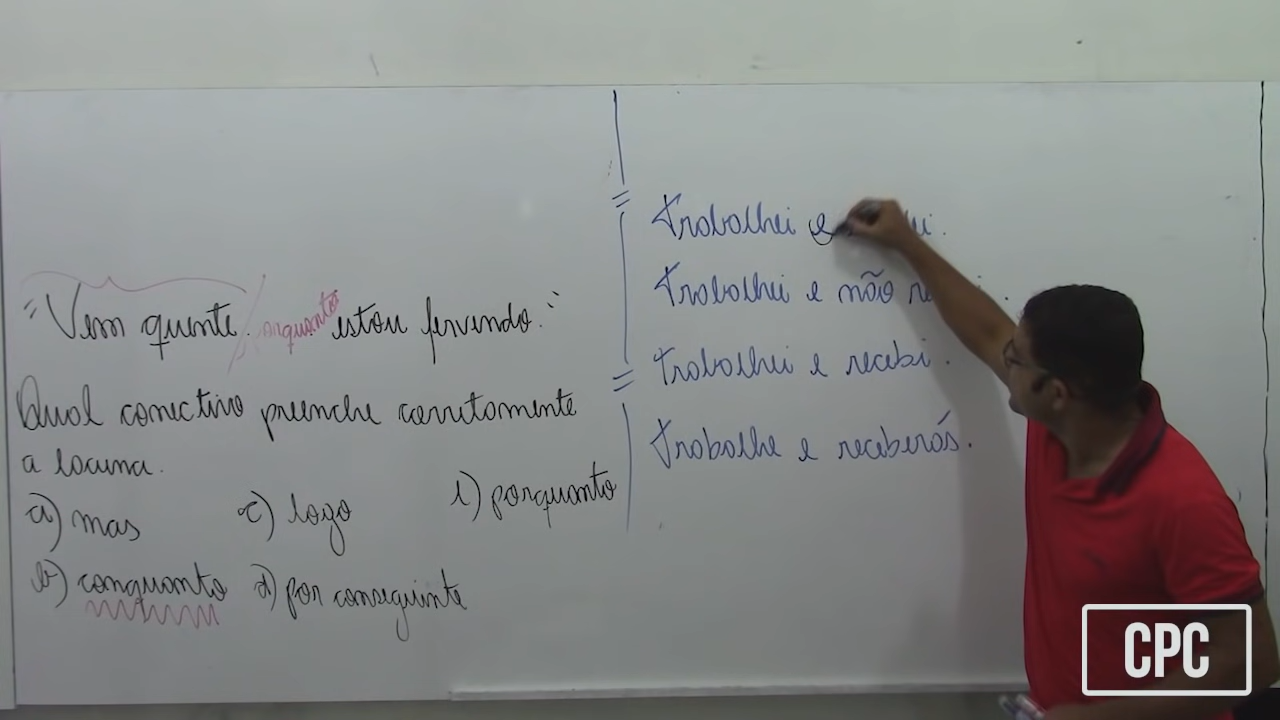 "Vem quente. porquanto estou fervendo."
Qual conectivo preenche corretamente
a lacuna.
a) mas
c) logo
e) porquanto
b) conquanto
d) por conseguinte
Trabalhei e
Trabalhei e não
Trabalhei e recebi.
Trabalhe e receberás.
CPC